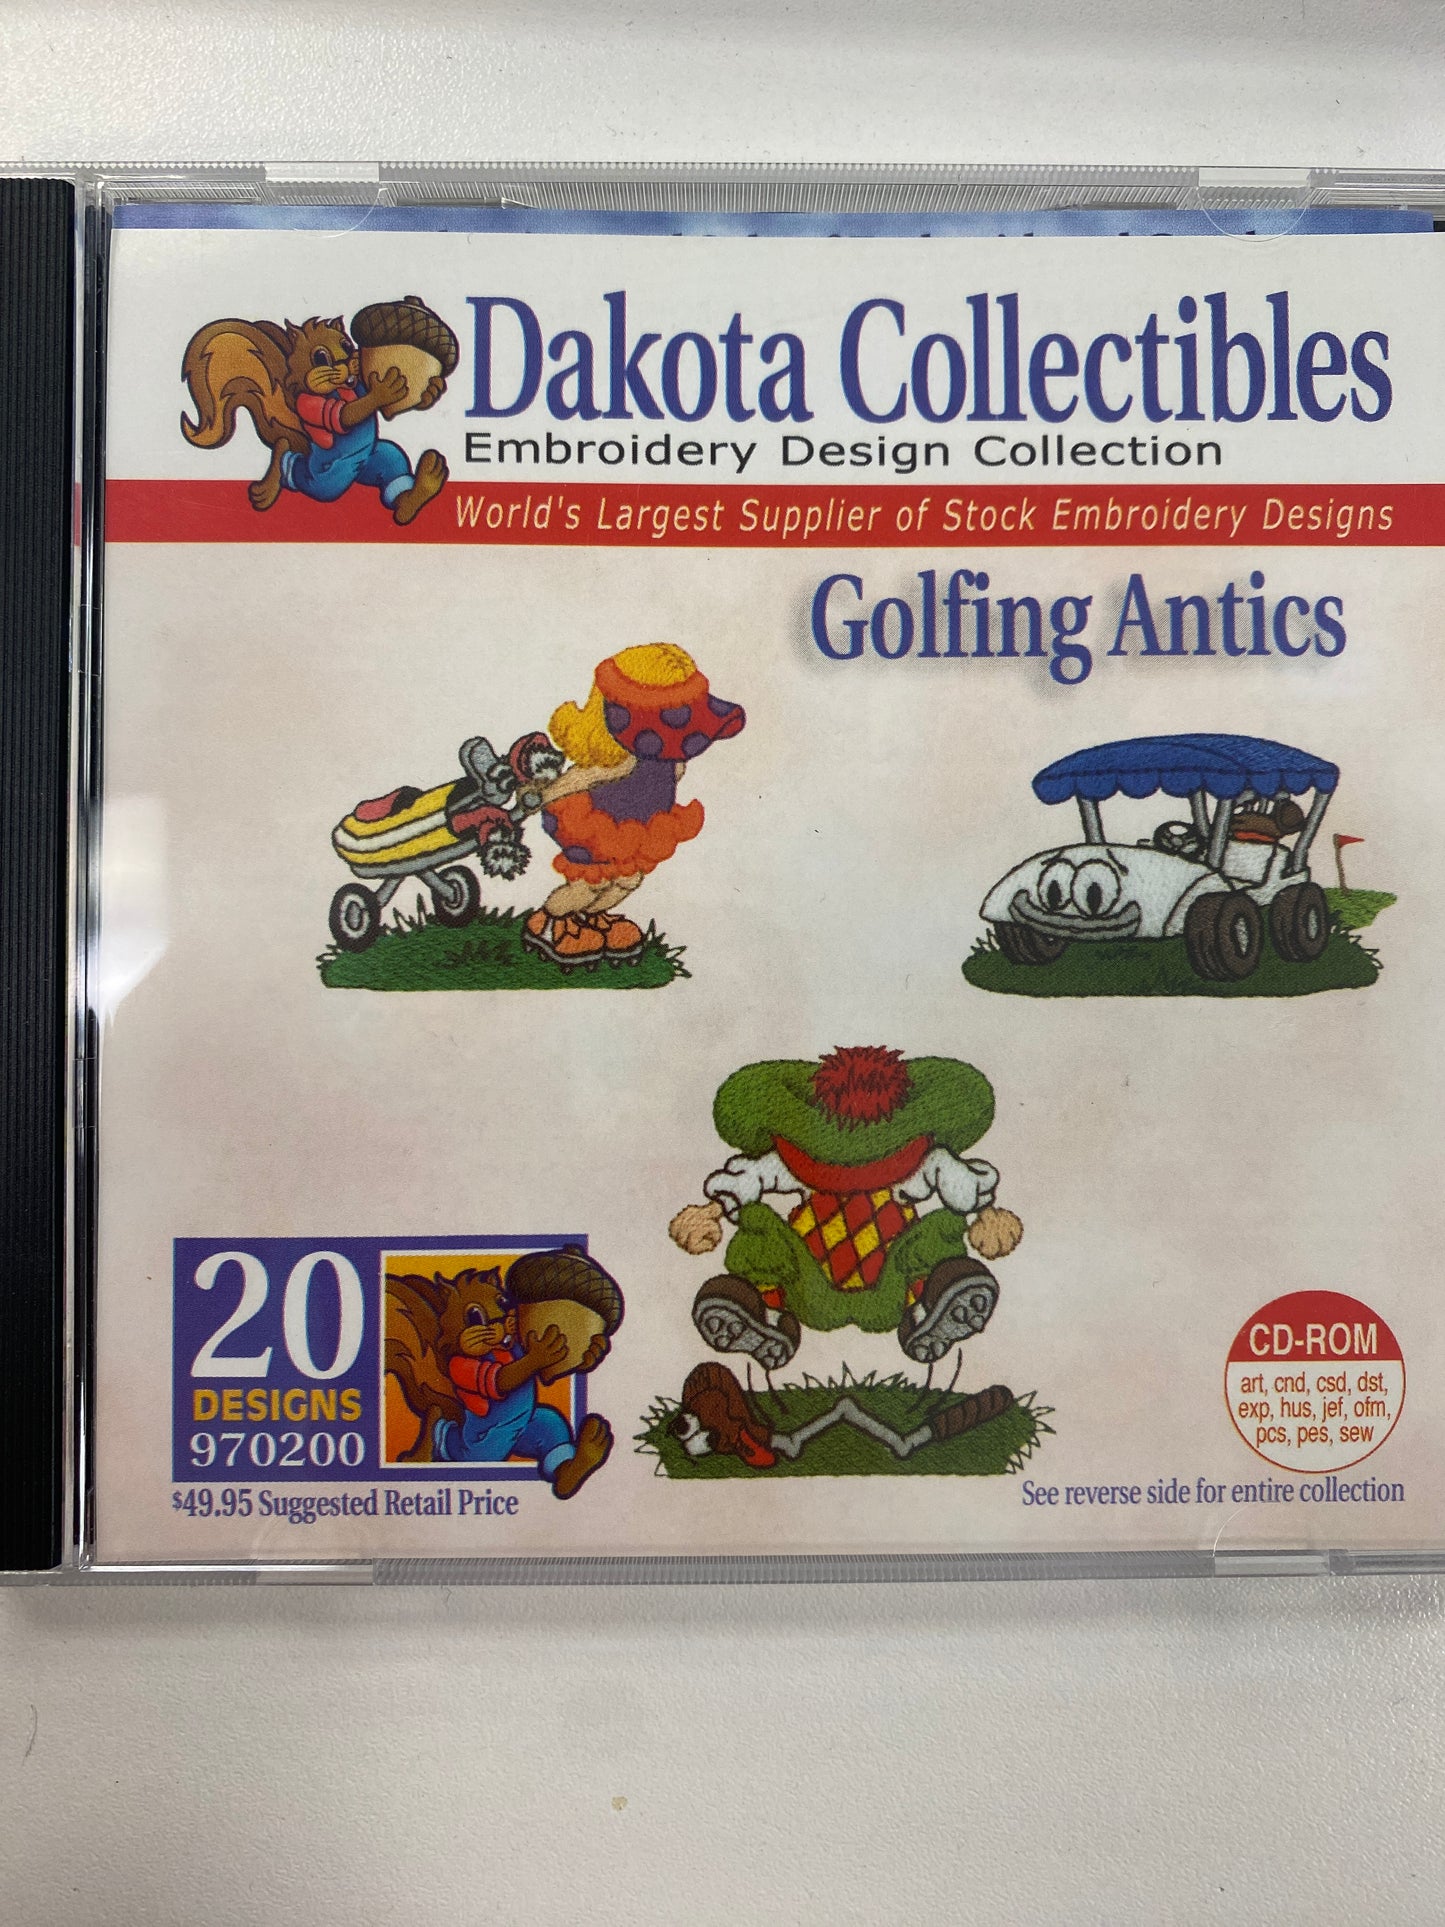 Dakota Collectibles
Embroidery Design Collection
World's Largest Supplier of Stock Embroidery Designs
Golfing Antics
20
DESIGNS
970200
$49.95 Suggested Retail Price
CD-ROM
art, cnd, csd, dst,
exp, hus, jef, ofm,
pcs, pes, sew
See reverse side for entire collection